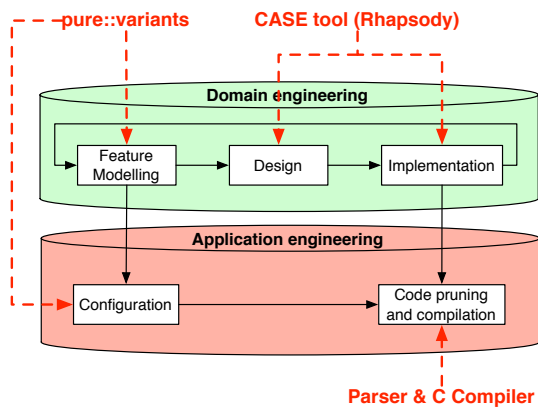 pure::variants
CASE tool (Rhapsody)
Domain engineering
Feature
Modelling
Design
Implementation
Application engineering
Configuration
Code pruning
and compilation
Parser & C Compiler